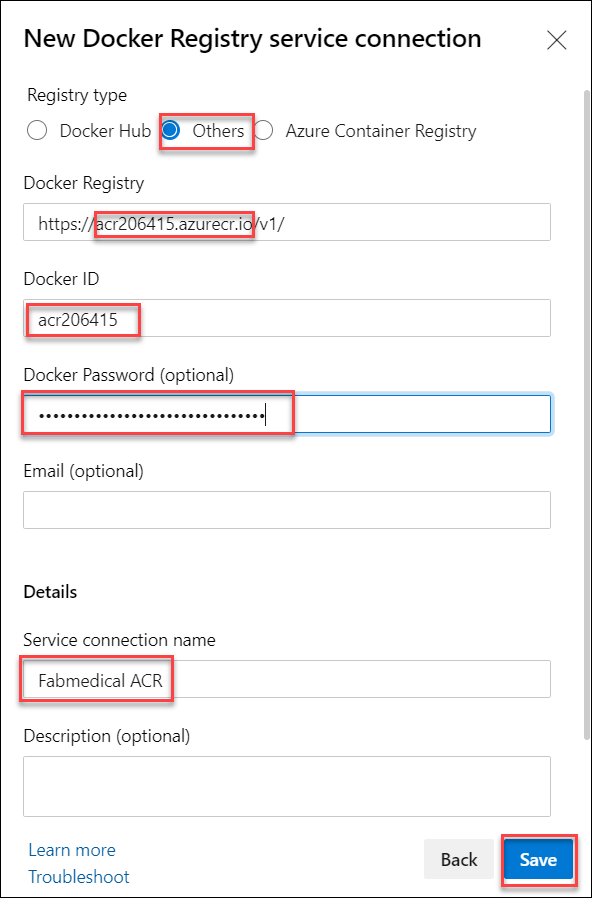 New Docker Registry service connection
Registry type
Docker Hub Others Azure Container Registry
Docker Registry
https://acr206415.azurecr.io/v1/
Docker ID
acr206415
Docker Password (optional)
••••••••••••••••••••••••••••••••
Email (optional)
Details
Service connection name
Fabmedical ACR
Description (optional)
Learn more
Troubleshoot
Back Save